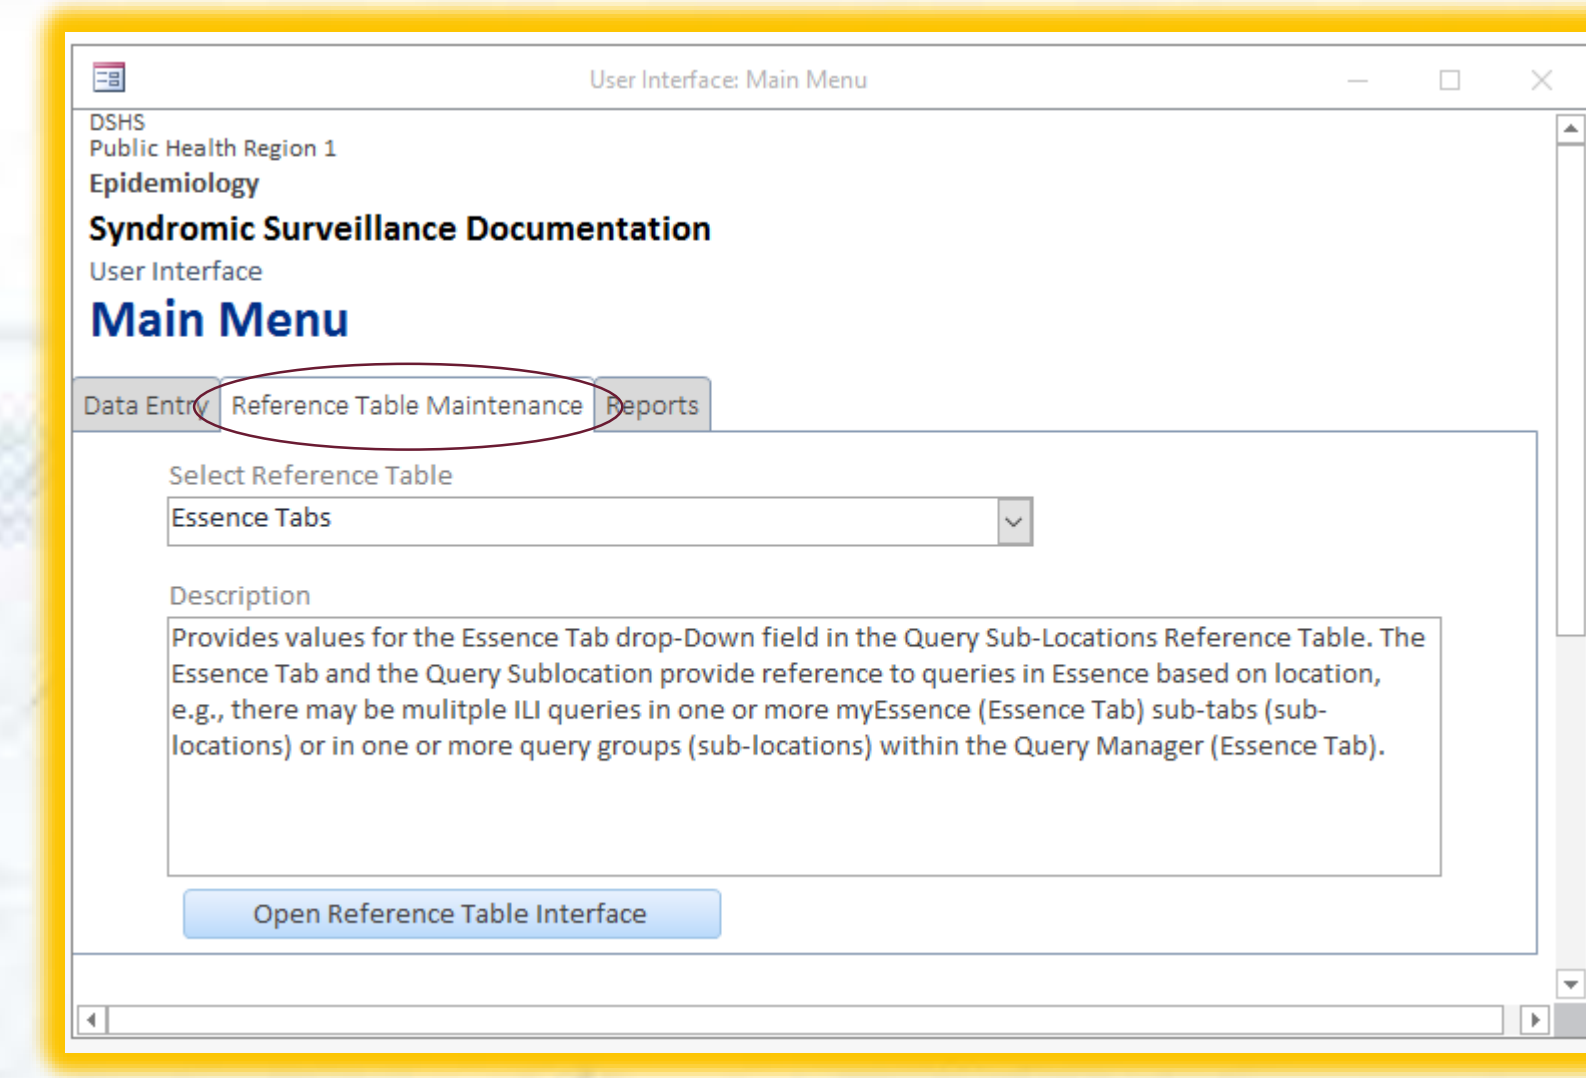 User Interface: Main Menu
DSHS
Public Health Region 1
Epidemiology
Syndromic Surveillance Documentation
User Interface
Main Menu
Data Entry Reference Table Maintenance Reports
Select Reference Table
Essence Tabs
Description
Provides values for the Essence Tab drop-Down field in the Query Sub-Locations Reference Table. The
Essence Tab and the Query Sublocation provide reference to queries in Essence based on location,
e.g., there may be mulitple ILI queries in one or more myEssence (Essence Tab) sub-tabs (sub-
locations) or in one or more query groups (sub-locations) within the Query Manager (Essence Tab).
Open Reference Table Interface